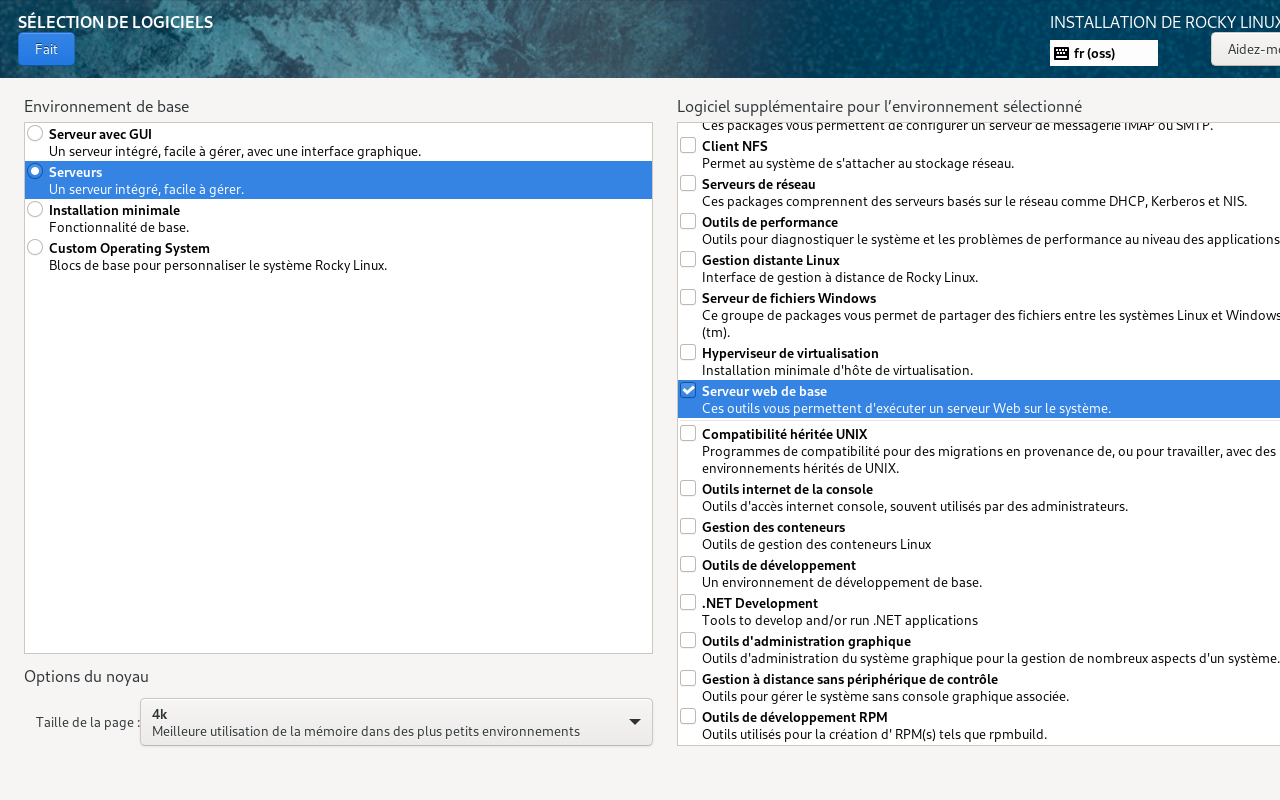 SÉLECTION DE LOGICIELS
Fait
INSTALLATION DE ROCKY LINUX
fr (oss)
Aidez-mo
Environnement de base
Serveur avec GUI
Un serveur intégré, facile à gérer, avec une interface graphique.
Serveurs
Un serveur intégré, facile à gérer.
Installation minimale
Fonctionnalité de base.
Custom Operating System
Blocs de base pour personnaliser le système Rocky Linux.
Options du noyau
Taille de la page :
4k
Meilleure utilisation de la mémoire dans des plus petits environnements
Logiciel supplémentaire pour l’environnement sélectionné
Ces packages vous permettent de configurer un serveur de messagerie IMAP ou SMTP.
Client NFS
Permet au système de s'attacher au stockage réseau.
Serveurs de réseau
Ces packages comprennent des serveurs basés sur le réseau comme DHCP, Kerberos et NIS.
Outils de performance
Outils pour diagnostiquer le système et les problèmes de performance au niveau des applications
Gestion distante Linux
Interface de gestion à distance de Rocky Linux.
Serveur de fichiers Windows
Ce groupe de packages vous permet de partager des fichiers entre les systèmes Linux et Windows
(tm).
Hyperviseur de virtualisation
Installation minimale d'hôte de virtualisation.
Serveur web de base
Ces outils vous permettent d'exécuter un serveur Web sur le système.
Compatibilité héritée UNIX
Programmes de compatibilité pour des migrations en provenance de, ou pour travailler, avec des
environnements hérités de UNIX.
Outils internet de la console
Outils d'accès internet console, souvent utilisés par des administrateurs.
Gestion des conteneurs
Outils de gestion des conteneurs Linux
Outils de développement
Un environnement de développement de base.
.NET Development
Tools to develop and/or run .NET applications
Outils d'administration graphique
Outils d'administration du système graphique pour la gestion de nombreux aspects d'un système.
Gestion à distance sans périphérique de contrôle
Outils pour gérer le système sans console graphique associée.
Outils de développement RPM
Outils utilisés pour la création d' RPM(s) tels que rpmbuild.